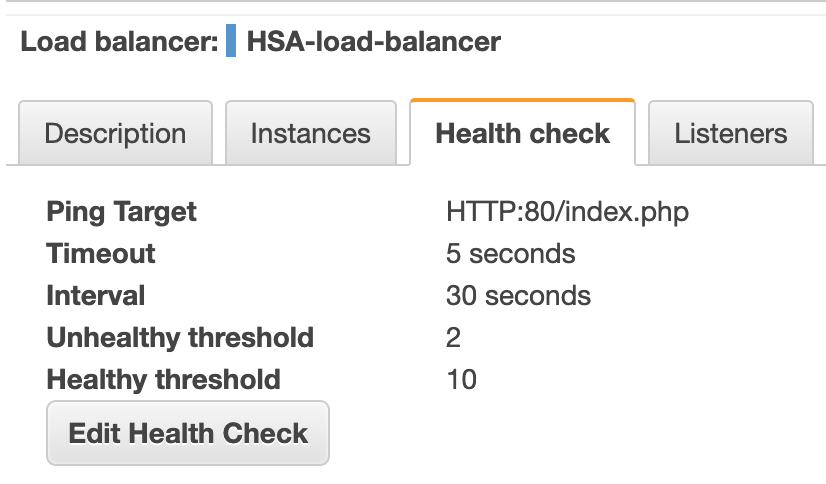 Load balancer: HSA-load-balancer
Description Instances Health check Listeners
Ping Target HTTP:80/index.php
Timeout 5 seconds
Interval 30 seconds
Unhealthy threshold 2
Healthy threshold 10
Edit Health Check